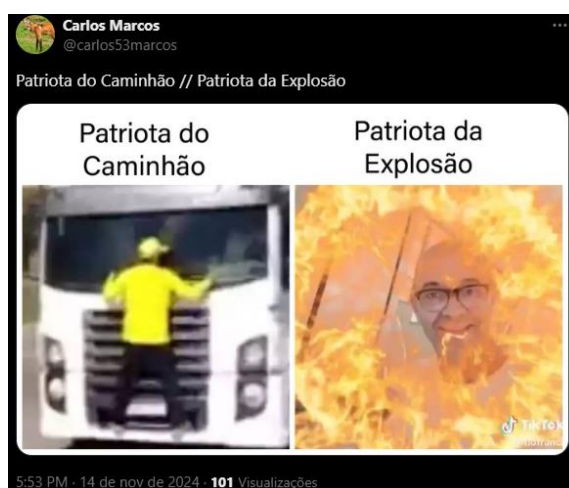 Carlos Marcos
@carlos53marcos
Patriota do Caminhão // Patriota da Explosão
Patriota do
Caminhão
Patriota da
Explosão
TikTok
5:53 PM · 14 de nov de 2024 · 101 Visualizações